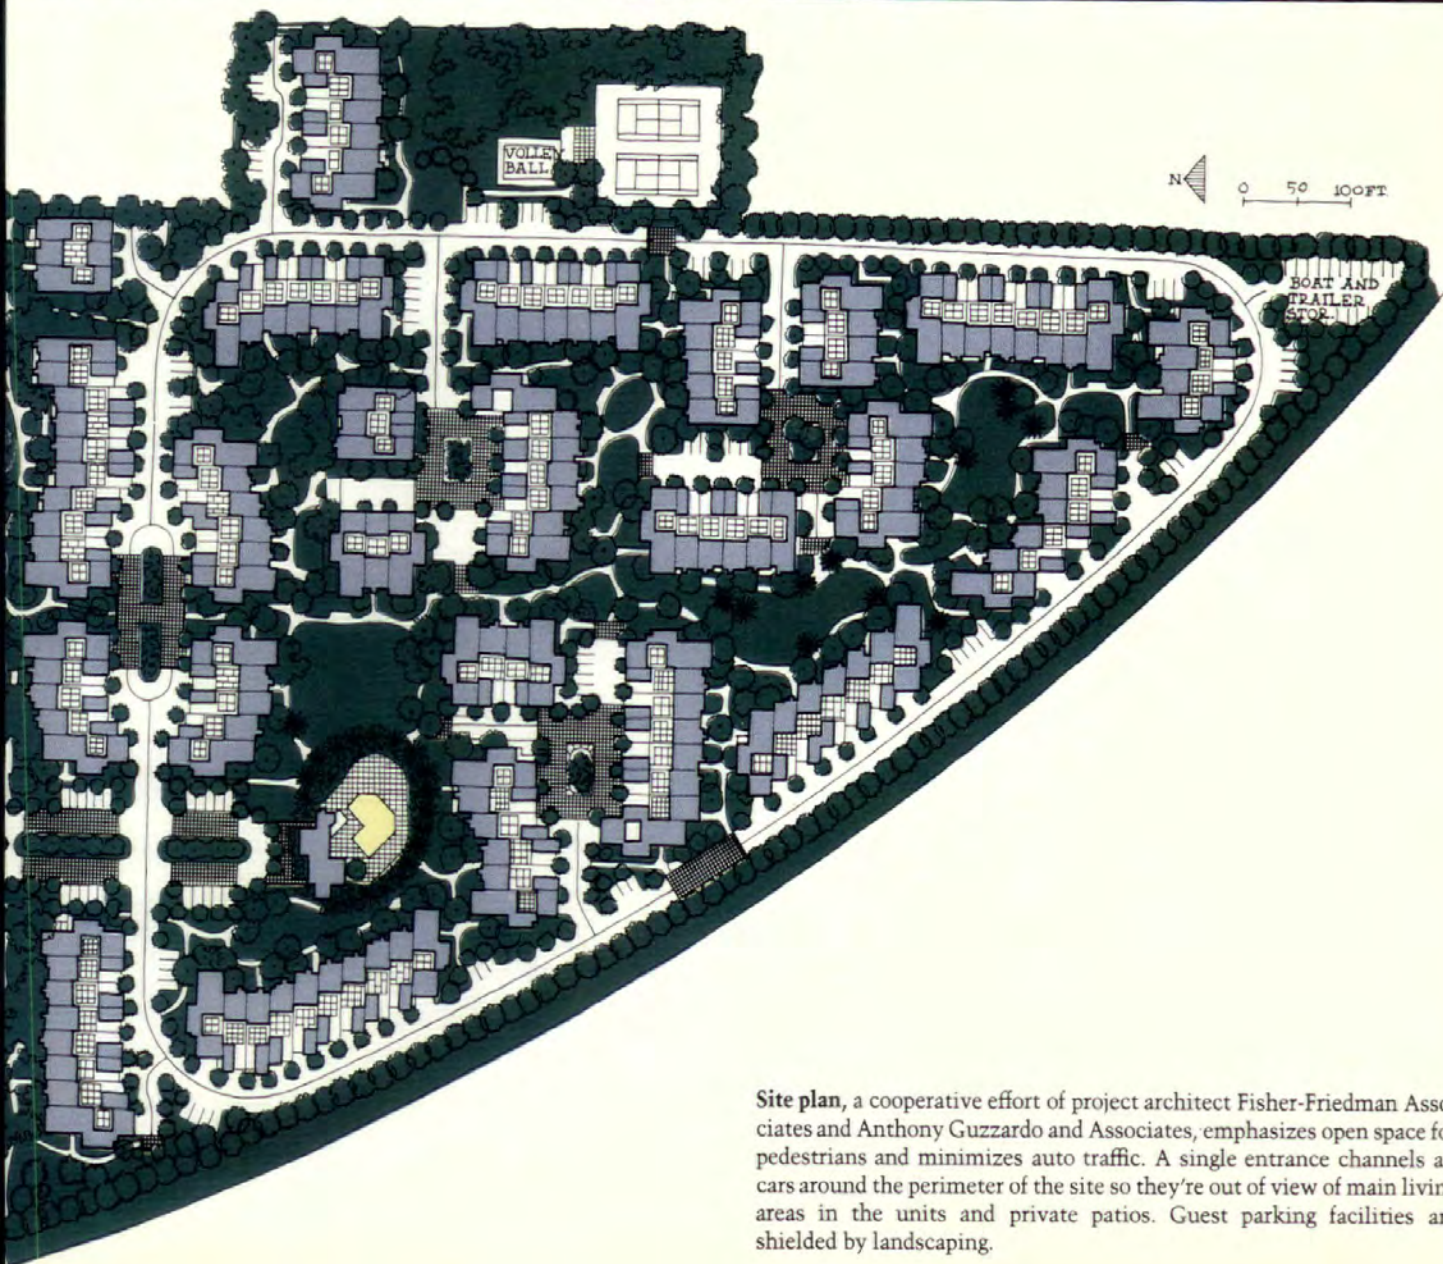 VOLLEY
BALL
N
0 50 100FT.
BOAT AND
TRAILER
STOR.
Site plan, a cooperative effort of project architect Fisher-Friedman Asso
ciates and Anthony Guzzardo and Associates, emphasizes open space fo
pedestrians and minimizes auto traffic. A single entrance channels a
cars around the perimeter of the site so they're out of view of main livin
areas in the units and private patios. Guest parking facilities a
shielded by landscaping.